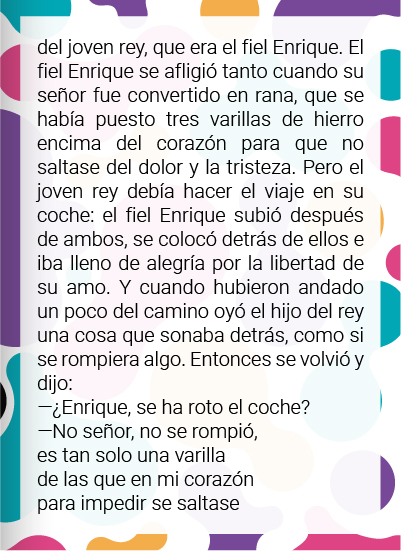 del joven rey, que era el fiel Enrique. El
fiel Enrique se afligió tanto cuando su
señor fue convertido en rana, que se
había puesto tres varillas de hierro
encima del corazón para que no
saltase del dolor y la tristeza. Pero el
joven rey debía hacer el viaje en su
coche: el fiel Enrique subió después
de ambos, se colocó detrás de ellos e
iba lleno de alegría por la libertad de
su amo. Y cuando hubieron andado
un poco del camino oyó el hijo del rey
una cosa que sonaba detrás, como si
se rompiera algo. Entonces se volvió y
dijo:
—¿Enrique, se ha roto el coche?
—No señor, no se rompió,
es tan solo una varilla
de las que en mi corazón
para impedir se saltase